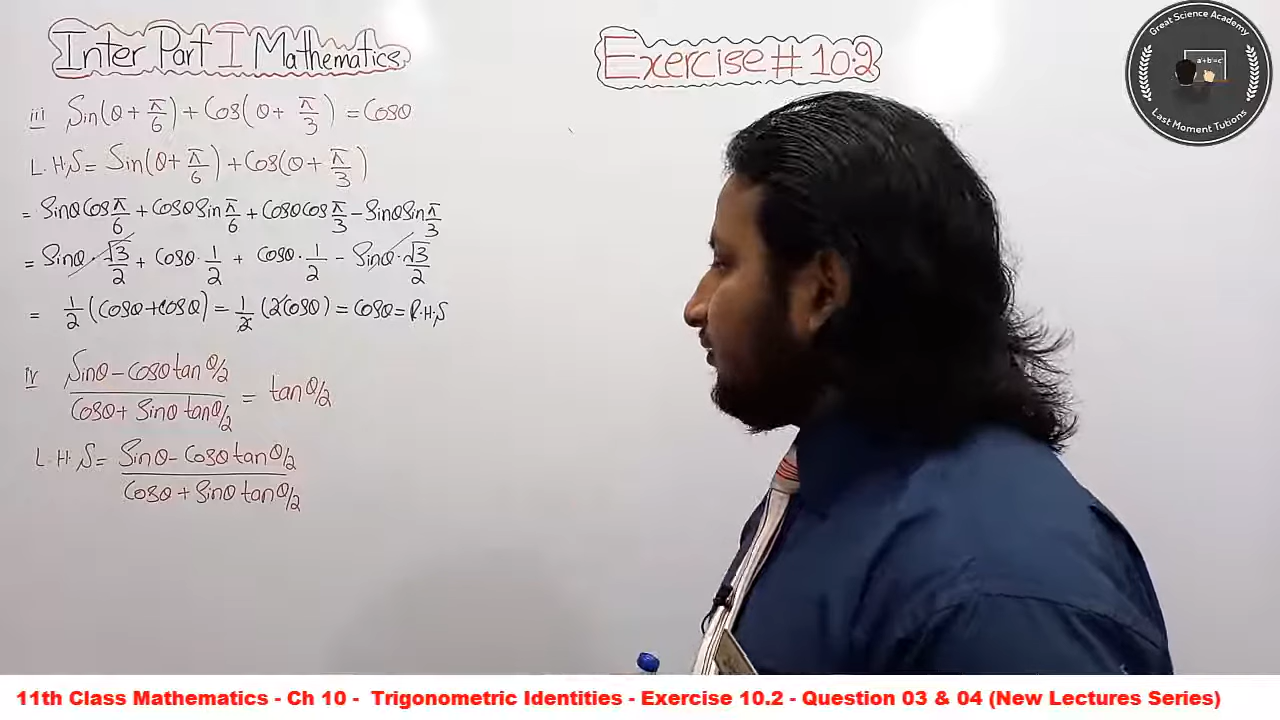 Inter Part I Mathematics
Exercise # 10.2
Great Science Academy
a²+b²=c²
Last Moment Tutions
iii Sin(θ + π/6) + Cos(θ + π/3) = Cosθ
L.H.S = Sin(θ + π/6) + Cos(θ + π/3)
= Sinθ Cos π/6 + Cosθ Sin π/6 + Cosθ Cos π/3 - Sinθ Sin π/3
= Sinθ · √3/2 + Cosθ · 1/2 + Cosθ · 1/2 - Sinθ · √3/2
= 1/2 (Cosθ + Cosθ) = 1/2 (2Cosθ) = Cosθ = R.H.S
iv
Sinθ - Cosθ tan θ/2
Cosθ + Sinθ tan θ/2
= tan θ/2
L.H.S =
Sinθ - Cosθ tan θ/2
Cosθ + Sinθ tan θ/2
11th Class Mathematics - Ch 10 - Trigonometric Identities - Exercise 10.2 - Question 03 & 04 (New Lectures Series)